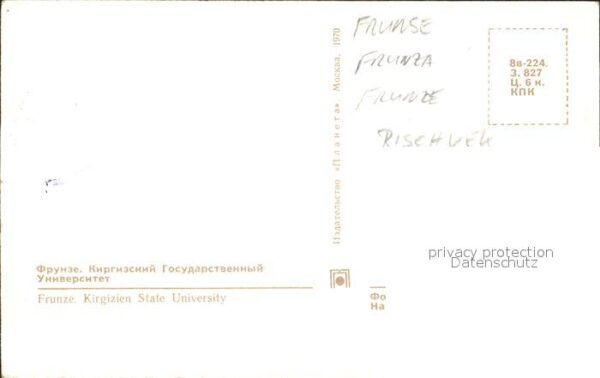 FRUNSE
FRUNZA
FRUNZE
PISCHKEK
8в-224.
З. 827
Ц. 6 к.
КПК
Издательство «Планета» Москва, 1970
privacy protection
Datenschutz
Фрунзе. Киргизский Государственный
Университет
Frunze. Kirgizien State University
Фо
На